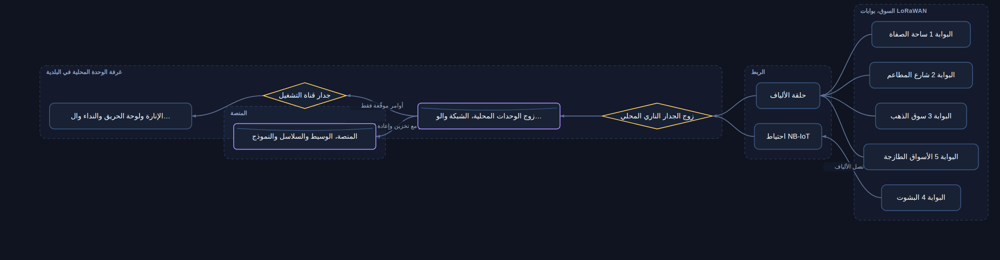 السوق، بوابات LoRaWAN
البوابة 1 ساحة الصفاة
البوابة 2 شارع المطاعم
البوابة 3 سوق الذهب
البوابة 5 الأسواق الطازجة
البوابة 4 البشوت
تصل الألياف
الربط
حلقة الألياف
احتياط NB-IoT
غرفة الوحدة المحلية في البلدية
زوج الجدار الناري المحلي
زوج الوحدات المحلية، الشبكة والو...
أوامر موقّعة فقط
مع تخزين وإعادة
جدار قناة التشغيل
المنصة
المنصة، الوسيط والسلاسل والنموذج
الإنارة ولوحة الحريق والنداء وال...